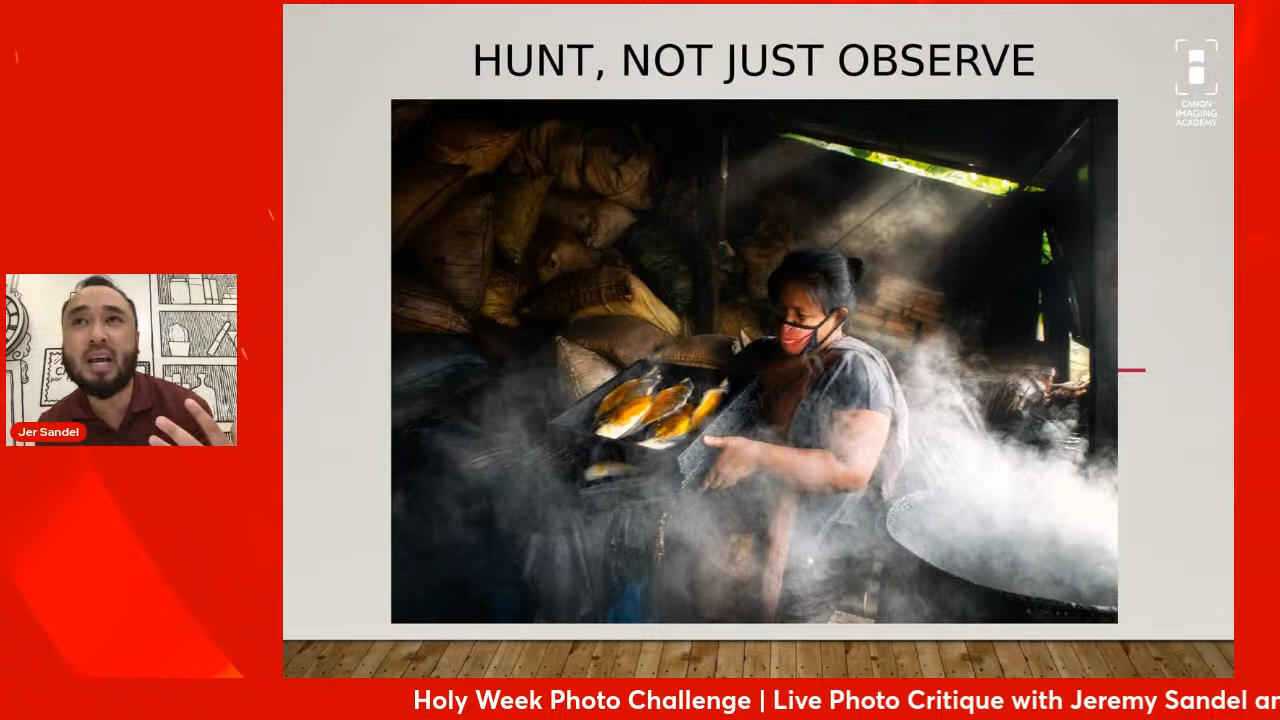 HUNT, NOT JUST OBSERVE
CANON
IMAGING
ACADEMY
Jer Sandel
Holy Week Photo Challenge | Live Photo Critique with Jeremy Sandel